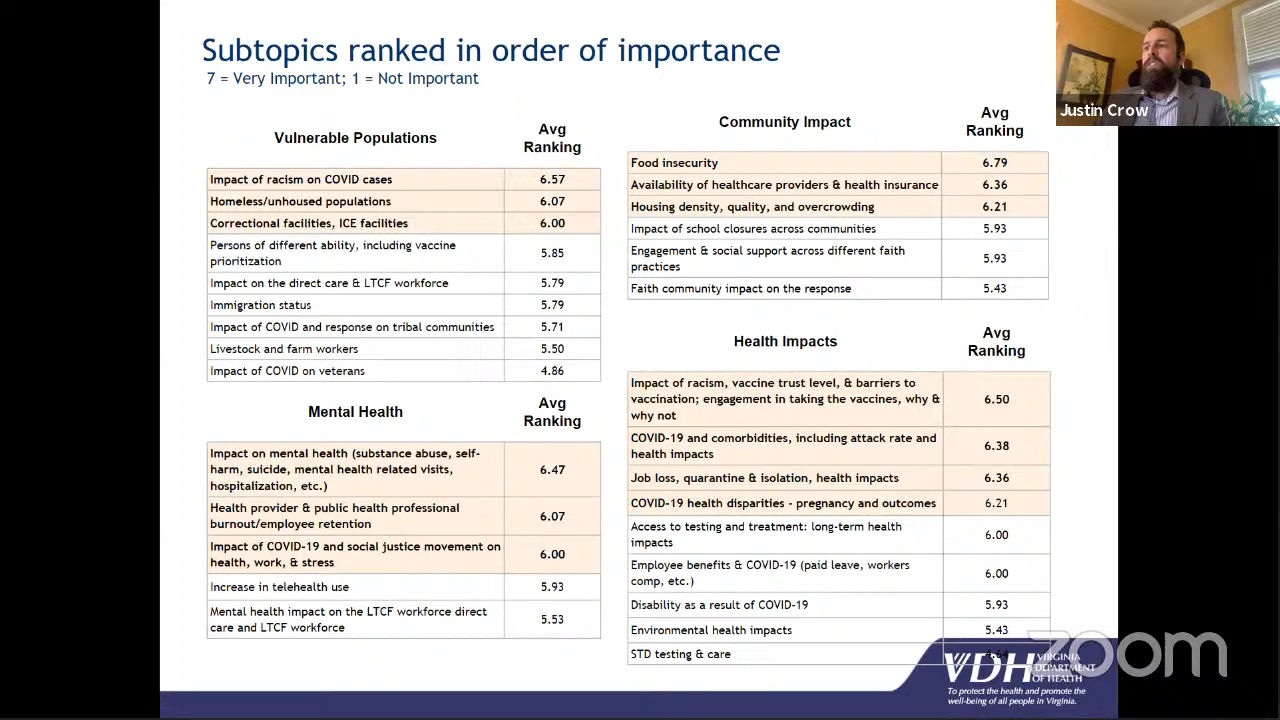 Subtopics ranked in order of importance
7 = Very Important; 1 = Not Important
Justin Crow
Vulnerable Populations
Avg
Ranking
Impact of racism on COVID cases 6.57
Homeless/unhoused populations 6.07
Correctional facilities, ICE facilities 6.00
Persons of different ability, including vaccine
prioritization 5.85
Impact on the direct care & LTCF workforce 5.79
Immigration status 5.79
Impact of COVID and response on tribal communities 5.71
Livestock and farm workers 5.50
Impact of COVID on veterans 4.86
Mental Health
Avg
Ranking
Impact on mental health (substance abuse, self-
harm, suicide, mental health related visits, 6.47
hospitalization, etc.)
Health provider & public health professional
burnout/employee retention 6.07
Impact of COVID-19 and social justice movement on
health, work, & stress 6.00
Increase in telehealth use 5.93
Mental health impact on the LTCF workforce direct
care and LTCF workforce 5.53
Community Impact
Avg
Ranking
Food insecurity 6.79
Availability of healthcare providers & health insurance 6.36
Housing density, quality, and overcrowding 6.21
Impact of school closures across communities 5.93
Engagement & social support across different faith
practices 5.93
Faith community impact on the response 5.43
Health Impacts
Avg
Ranking
Impact of racism, vaccine trust level, & barriers to
vaccination; engagement in taking the vaccines, why & 6.50
why not
COVID-19 and comorbidities, including attack rate and
health impacts 6.38
Job loss, quarantine & isolation, health impacts 6.36
COVID-19 health disparities - pregnancy and outcomes 6.21
Access to testing and treatment: long-term health
impacts 6.00
Employee benefits & COVID-19 (paid leave, workers
comp, etc.) 6.00
Disability as a result of COVID-19 5.93
Environmental health impacts 5.43
STD testing & care
VDH VIRGINIA
DEPARTMENT
OF HEALTH
To protect the health and promote the
well-being of all people in Virginia.
zoom